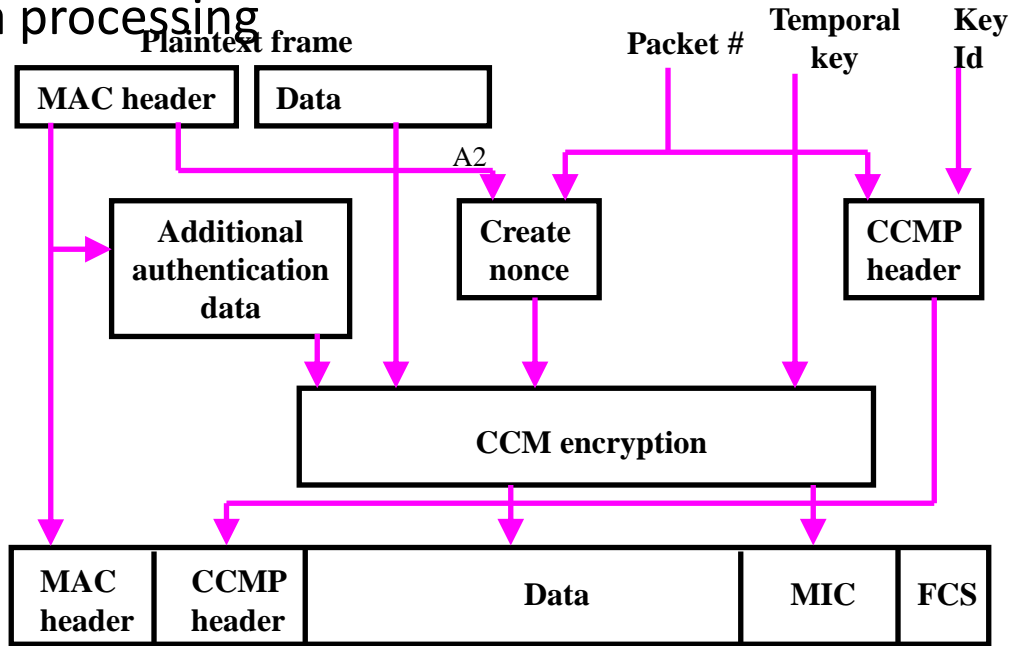 processing
Plaintext frame
Packet #
Temporal
key
Key
Id
MAC header
Data
A2
Additional
authentication
data
Create
nonce
CCMP
header
CCM encryption
MAC
header
CCMP
header
Data
MIC
FCS